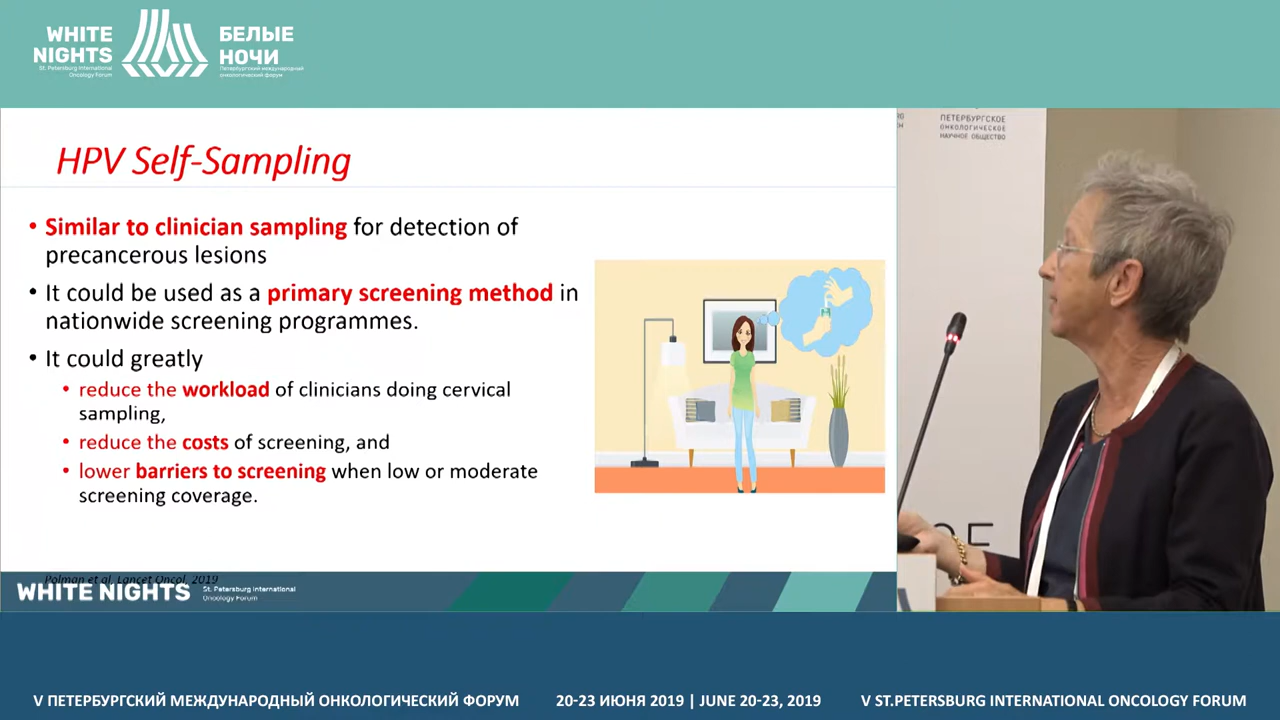 WHITE
NIGHTS
St. Petersburg International
Oncology Forum
БЕЛЫЕ
НОЧИ
Петербургский международный
онкологический форум
HPV Self-Sampling
• Similar to clinician sampling for detection of
precancerous lesions
• It could be used as a primary screening method in
nationwide screening programmes.
• It could greatly
• reduce the workload of clinicians doing cervical
sampling,
• reduce the costs of screening, and
• lower barriers to screening when low or moderate
screening coverage.
Polman et al, Lancet Oncol, 2019
WHITE NIGHTS
St. Petersburg International
Oncology Forum
ПЕТЕРБУРГСКОЕ
ОНКОЛОГИЧЕСКОЕ
НАУЧНОЕ ОБЩЕСТВО
V ПЕТЕРБУРГСКИЙ МЕЖДУНАРОДНЫЙ ОНКОЛОГИЧЕСКИЙ ФОРУМ
20-23 ИЮНЯ 2019 | JUNE 20-23, 2019
V ST.PETERSBURG INTERNATIONAL ONCOLOGY FORUM